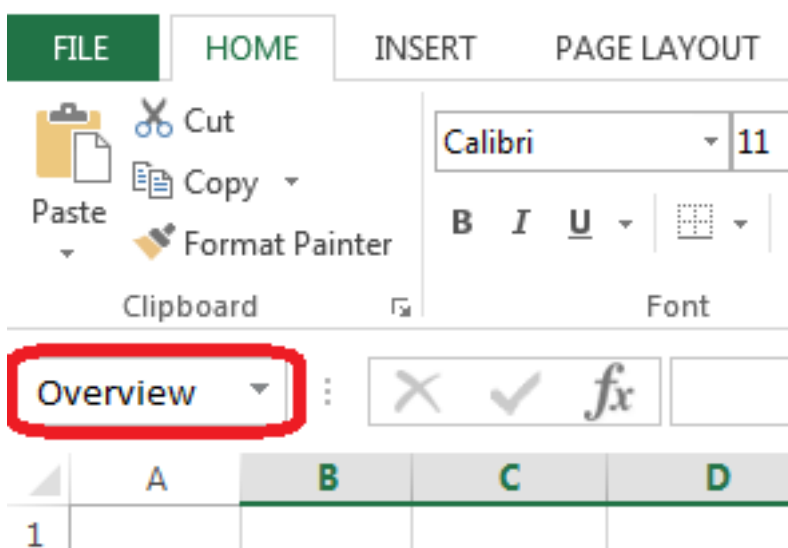 FILE HOME INSERT PAGE LAYOUT
Cut
Calibri 11
Copy
Paste
B I U
Format Painter
Clipboard Font
Overview fx
A B C D
1